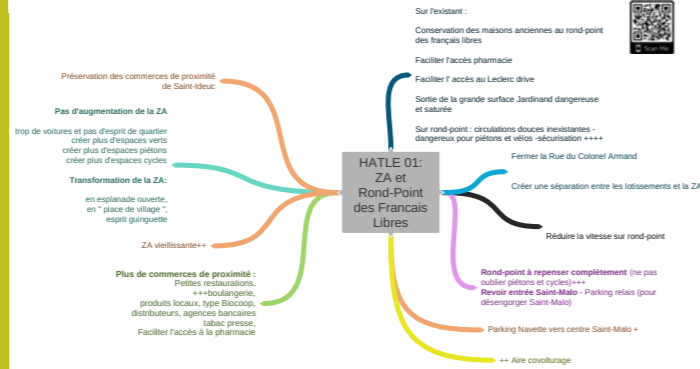 Sur l'existant :
Conservation des maisons anciennes au rond-point
des français libres
Faciliter l'accès pharmacie
Faciliter l' accès au Leclerc drive
Sortie de la grande surface Jardinand dangereuse
et saturée
Sur rond-point : circulations douces inexistantes -
dangereux pour piétons et vélos -sécurisation ++++
Scan Me
Préservation des commerces de proximité
de Saint-Ideuc
Pas d'augmentation de la ZA
trop de voitures et pas d'esprit de quartier
créer plus d'espaces verts
créer plus d'espaces piétons
créer plus d'espaces cycles
Transformation de la ZA:
en esplanade ouverte,
en " place de village ",
esprit guinguette
ZA vieillissante++
Plus de commerces de proximité :
Petites restaurations,
+++boulangerie,
produits locaux, type Biocoop,
distributeurs, agences bancaires
tabac presse,
Faciliter l'accès à la pharmacie
HATLE 01:
ZA et
Rond-Point
des Francais
Libres
Fermer la Rue du Colonel Armand
Créer une séparation entre les lotissements et la ZA
Réduire la vitesse sur rond-point
Rond-point à repenser complètement (ne pas
oublier piétons et cycles)+++
Revoir entrée Saint-Malo - Parking relais (pour
désengorger Saint-Malo)
Parking Navette vers centre Saint-Malo +
++ Aire covoiturage